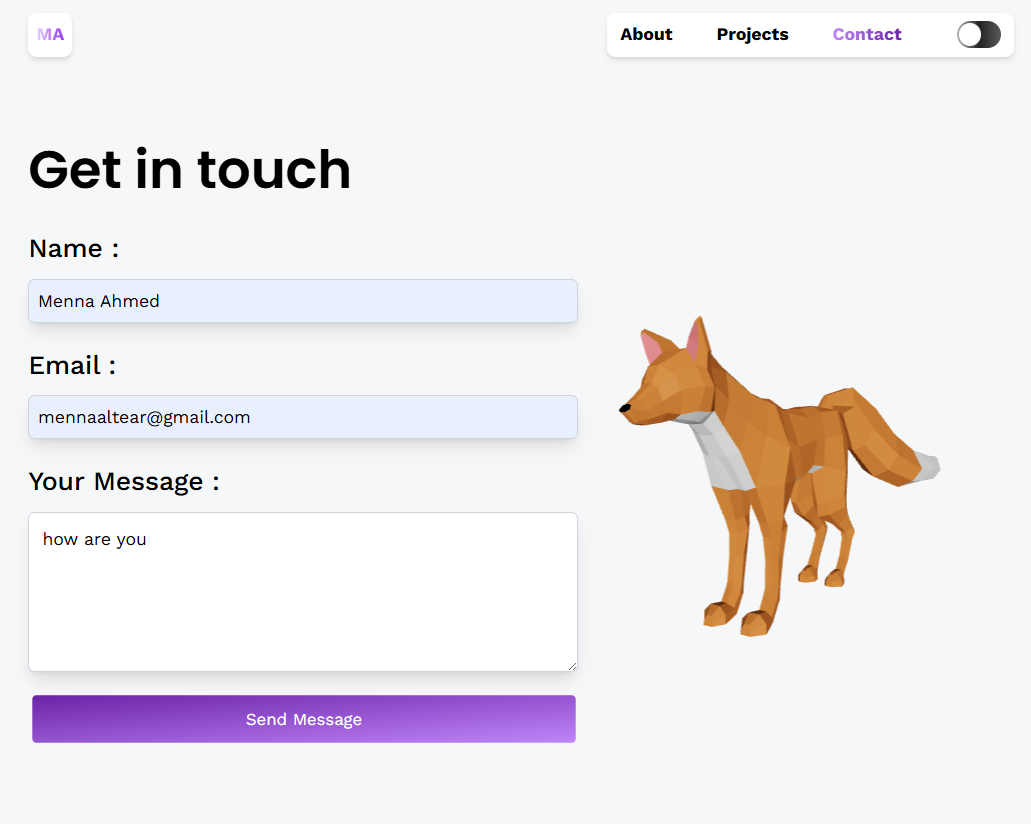 MA
About Projects Contact
Get in touch
Name :
Menna Ahmed
Email :
mennaaltear@gmail.com
Your Message :
how are you
Send Message